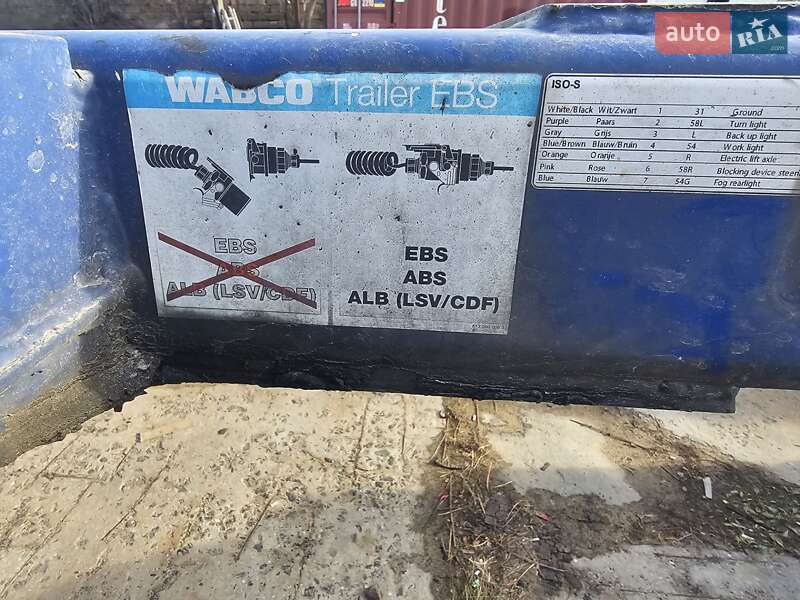 auto RIA
.com
WABCO Trailer EBS
EBS
ABS
ALB (LSV/CDF)
EBS
ABS
ALB (LSV/CDF)
ISO-S
White/Black Wit/Zwart 1 31 Ground
Purple Paars 2 58L Turn light
Gray Grijs 3 L Back up light
Blue/Brown Blauw/Bruin 4 54 Work light
Orange Oranje 5 R Electric lift axle
Pink Rose 6 58R Blocking device steerin
Blue Blauw 7 54G Fog rearlight